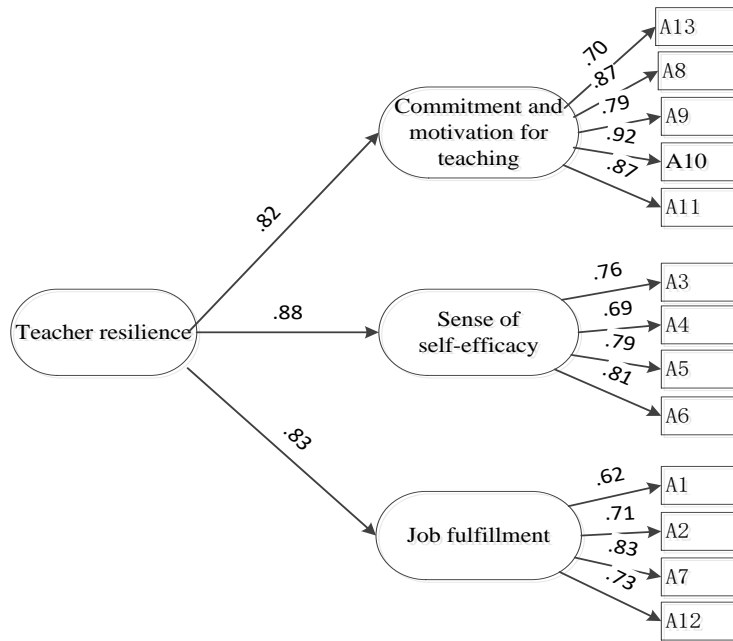 .70
A13
.87
A8
Commitment and
motivation for
teaching
.79
A9
.92
A10
.87
A11
.82
.76
A3
Teacher resilience
.88
Sense of
self-efficacy
.69
A4
.79
A5
.81
A6
.83
.62
A1
Job fulfillment
.71
A2
.83
A7
.73
A12